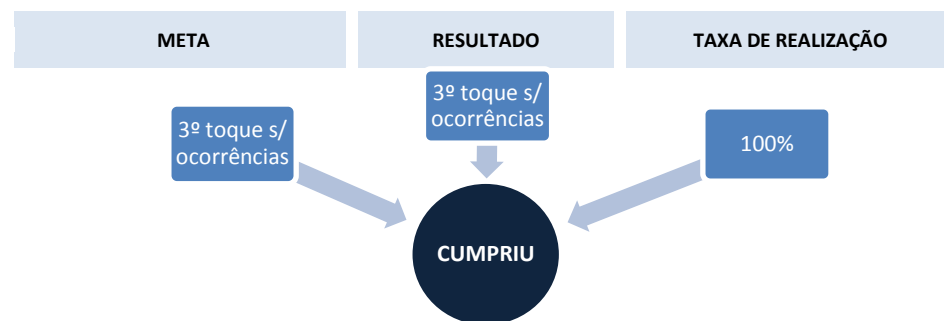 META
RESULTADO
TAXA DE REALIZAÇÃO
3º toque s/
ocorrências
3º toque s/
ocorrências
100%
CUMPRIU